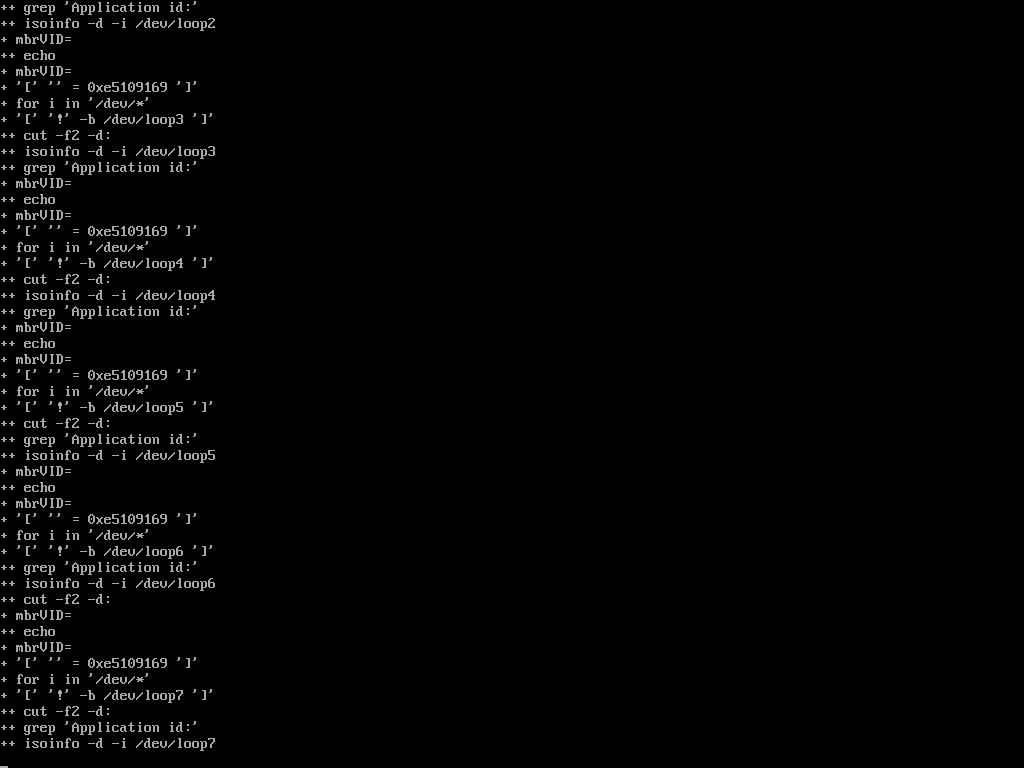 ++ grep 'Application id:'
++ isoinfo -d -i /dev/loop2
+ mbrVID=
++ echo
+ mbrVID=
+ '[' '' = 0xe5109169 ']'
+ for i in '/dev/*'
+ '[' '!' -b /dev/loop3 ']'
++ cut -f2 -d:
++ isoinfo -d -i /dev/loop3
++ grep 'Application id:'
+ mbrVID=
++ echo
+ mbrVID=
+ '[' '' = 0xe5109169 ']'
+ for i in '/dev/*'
+ '[' '!' -b /dev/loop4 ']'
++ cut -f2 -d:
++ isoinfo -d -i /dev/loop4
++ grep 'Application id:'
+ mbrVID=
++ echo
+ mbrVID=
+ '[' '' = 0xe5109169 ']'
+ for i in '/dev/*'
+ '[' '!' -b /dev/loop5 ']'
++ cut -f2 -d:
++ grep 'Application id:'
++ isoinfo -d -i /dev/loop5
+ mbrVID=
++ echo
+ mbrVID=
+ '[' '' = 0xe5109169 ']'
+ for i in '/dev/*'
+ '[' '!' -b /dev/loop6 ']'
++ grep 'Application id:'
++ isoinfo -d -i /dev/loop6
++ cut -f2 -d:
+ mbrVID=
++ echo
+ mbrVID=
+ '[' '' = 0xe5109169 ']'
+ for i in '/dev/*'
+ '[' '!' -b /dev/loop7 ']'
++ cut -f2 -d:
++ grep 'Application id:'
++ isoinfo -d -i /dev/loop7